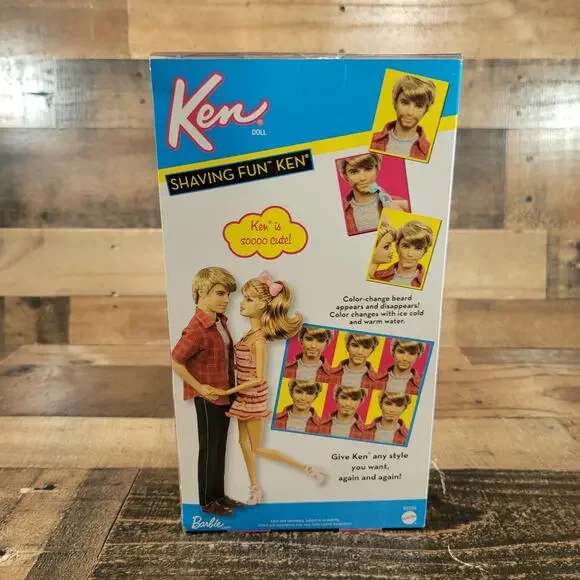 Ken®
DOLL
SHAVING FUN™ KEN®
Ken® is
soooo cute!
Color-change beard
appears and disappears!
Color changes with ice cold
and warm water.
Give Ken® any style
you want,
again and again!
Barbie